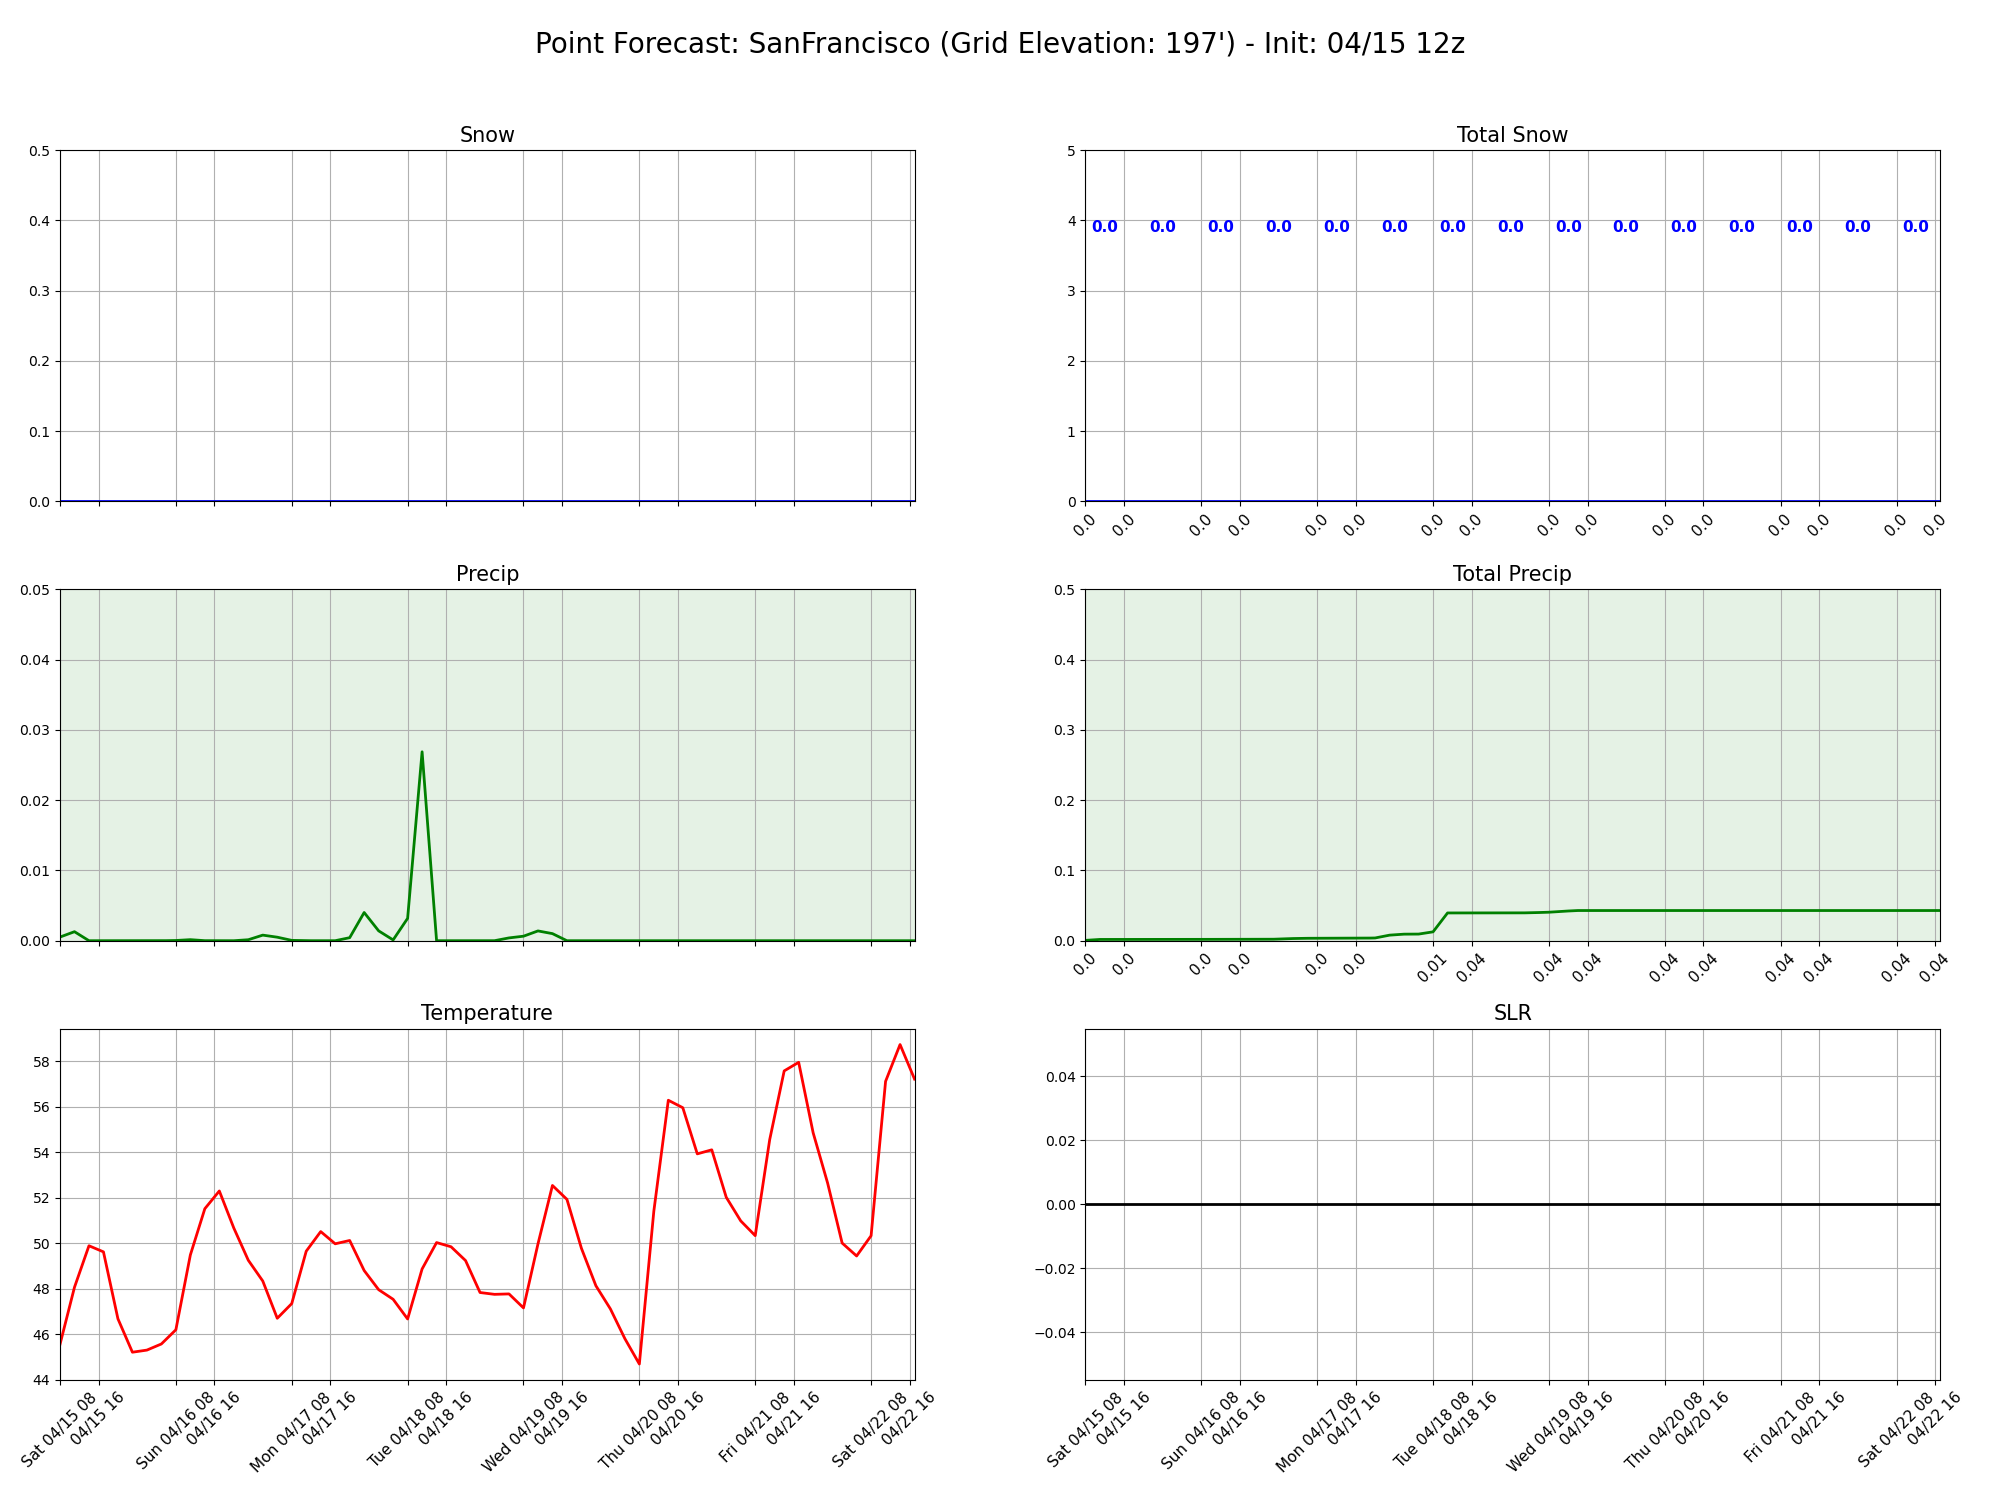 Point Forecast: SanFrancisco (Grid Elevation: 197') - Init: 04/15 12z
Snow
0.5
0.4
0.3
0.2
0.1
0.0
Total Snow
5
4
3
2
1
0
0.0 0.0 0.0 0.0 0.0 0.0 0.0 0.0 0.0 0.0 0.0 0.0 0.0 0.0 0.0
0.0 0.0 0.0 0.0 0.0 0.0 0.0 0.0 0.0 0.0 0.0 0.0 0.0 0.0 0.0 0.0
Precip
0.05
0.04
0.03
0.02
0.01
0.00
Total Precip
0.5
0.4
0.3
0.2
0.1
0.0
0.0 0.0 0.0 0.0 0.0 0.0 0.01 0.04 0.04 0.04 0.04 0.04 0.04 0.04 0.04 0.04
Temperature
58
56
54
52
50
48
46
44
Sat 04/15 08
04/15 16
Sun 04/16 08
04/16 16
Mon 04/17 08
04/17 16
Tue 04/18 08
04/18 16
Wed 04/19 08
04/19 16
Thu 04/20 08
04/20 16
Fri 04/21 08
04/21 16
Sat 04/22 08
04/22 16
SLR
0.04
0.02
0.00
−0.02
−0.04
Sat 04/15 08
04/15 16
Sun 04/16 08
04/16 16
Mon 04/17 08
04/17 16
Tue 04/18 08
04/18 16
Wed 04/19 08
04/19 16
Thu 04/20 08
04/20 16
Fri 04/21 08
04/21 16
Sat 04/22 08
04/22 16